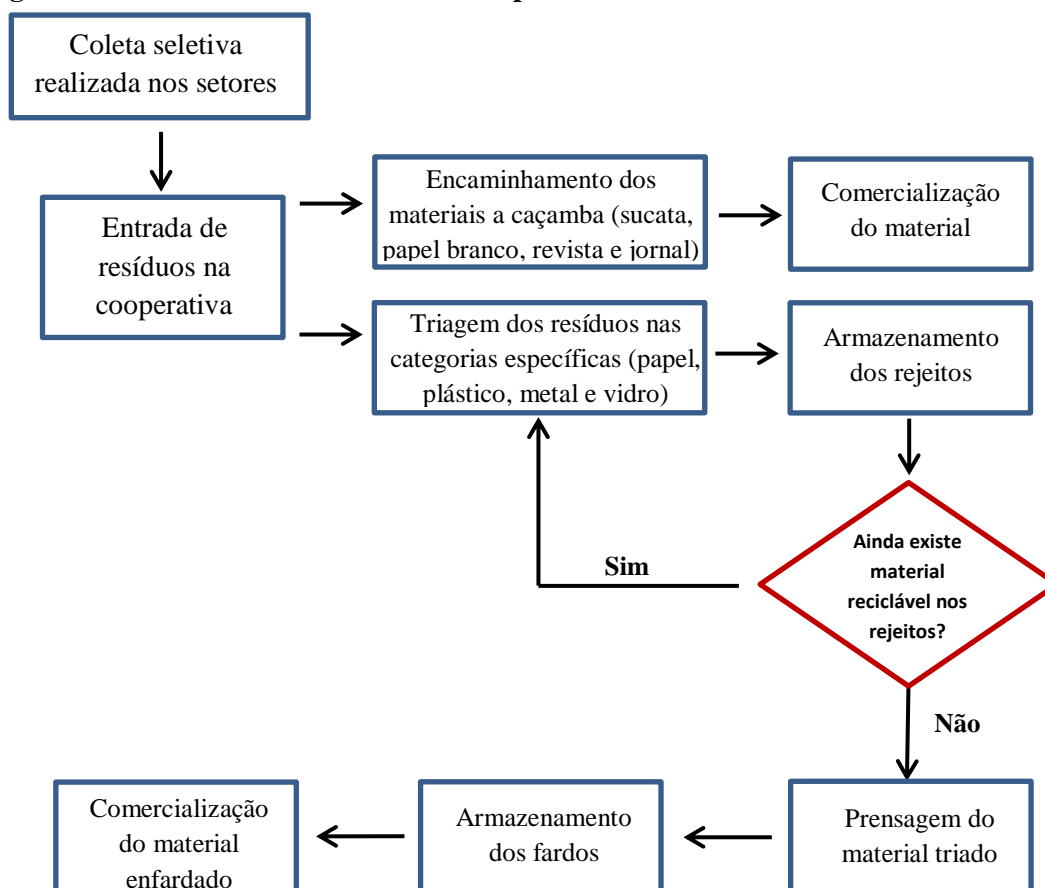 Coleta seletiva
realizada nos setores
Entrada de
resíduos na
cooperativa
Encaminhamento dos
materiais a caçamba (sucata,
papel branco, revista e jornal)
Comercialização
do material
Triagem dos resíduos nas
categorias específicas (papel,
plástico, metal e vidro)
Armazenamento
dos rejeitos
Ainda existe
material
reciclável nos
rejeitos?
Sim
Não
Prensagem do
material triado
Armazenamento
dos fardos
Comercialização
do material
enfardado